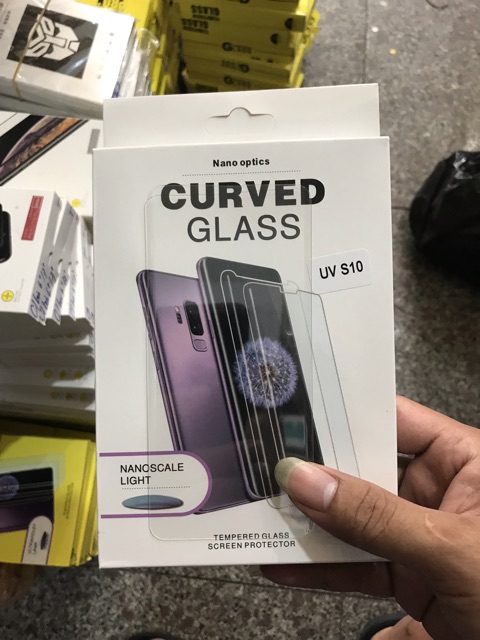 Nano optics
CURVED
GLASS
UV S10
NANOSCALE
LIGHT
TEMPERED GLASS
SCREEN PROTECTOR